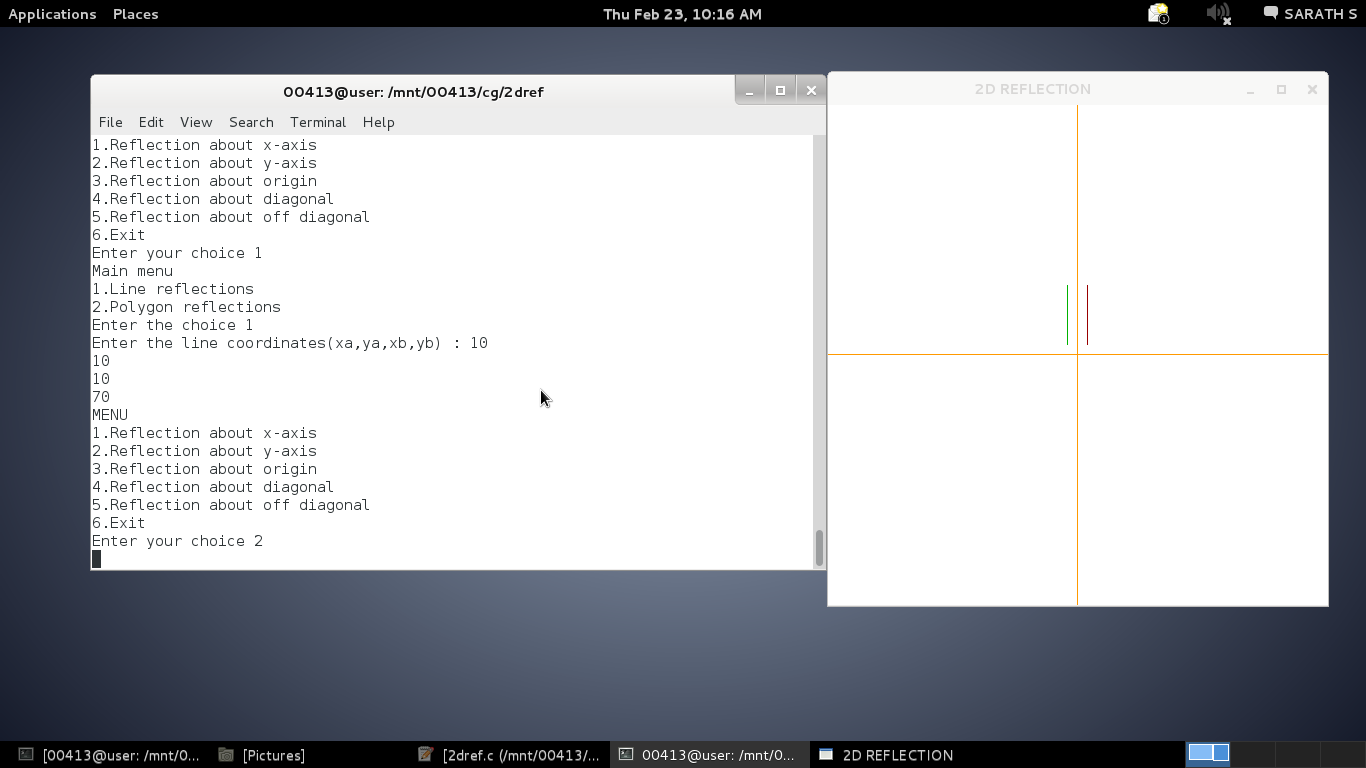 Applications Places Thu Feb 23, 10:16 AM 1 SARATH S
00413@user: /mnt/00413/cg/2dref
2D REFLECTION
File Edit View Search Terminal Help
1.Reflection about x-axis
2.Reflection about y-axis
3.Reflection about origin
4.Reflection about diagonal
5.Reflection about off diagonal
6.Exit
Enter your choice 1
Main menu
1.Line reflections
2.Polygon reflections
Enter the choice 1
Enter the line coordinates(xa,ya,xb,yb) : 10
10
10
70
MENU
1.Reflection about x-axis
2.Reflection about y-axis
3.Reflection about origin
4.Reflection about diagonal
5.Reflection about off diagonal
6.Exit
Enter your choice 2
[00413@user: /mnt/0... [Pictures] [2dref.c (/mnt/00413/... 00413@user: /mnt/0... 2D REFLECTION